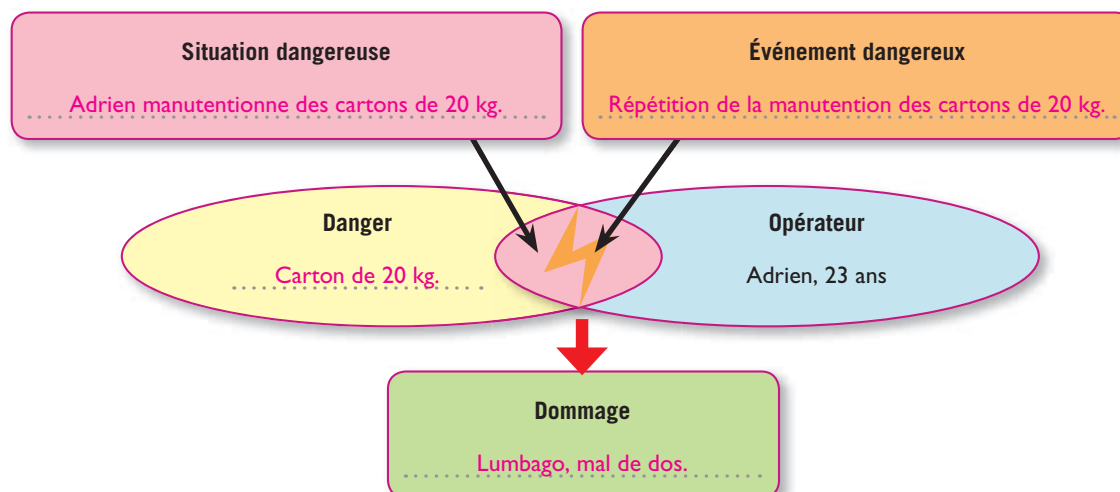 Situation dangereuse
Adrien manutentionne des cartons de 20 kg.
Événement dangereux
Répétition de la manutention des cartons de 20 kg.
Danger
Carton de 20 kg.
Opérateur
Adrien, 23 ans
Dommage
Lumbago, mal de dos.